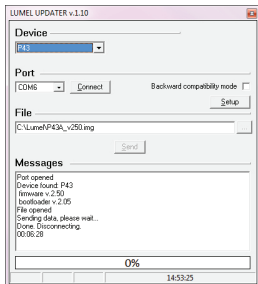 LUMEL UPDATER v.1.10
Device
P43
Port
COM6 Connect Backward compatibility mode
Setup
File
C:\Lumel\P43A_v250.img ...
Send
Messages
Port opened
Device found: P43
firmware v.2.50
bootloader v.2.05
File opened
Sending data, please wait...
Done. Disconnecting.
00:06:28
0%
14:53:25